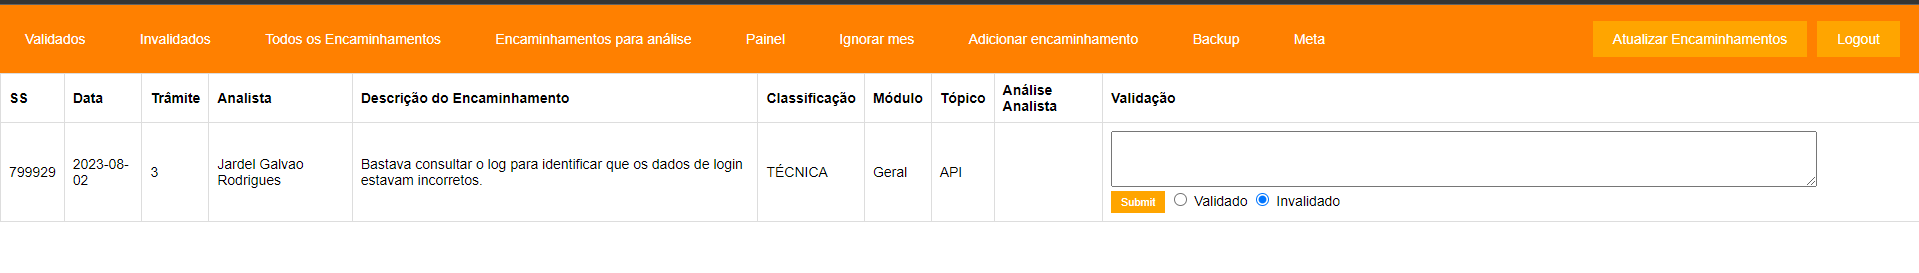 Validados Invalidados Todos os Encaminhamentos Encaminhamentos para análise Painel Ignorar mes Adicionar encaminhamento Backup Meta Atualizar Encaminhamentos Logout
SS Data Trâmite Analista Descrição do Encaminhamento Classificação Módulo Tópico Análise Analista Validação
799929 2023-08-02 3 Jardel Galvao Rodrigues Bastava consultar o log para identificar que os dados de login estavam incorretos. TÉCNICA Geral API
Submit Validado Invalidado